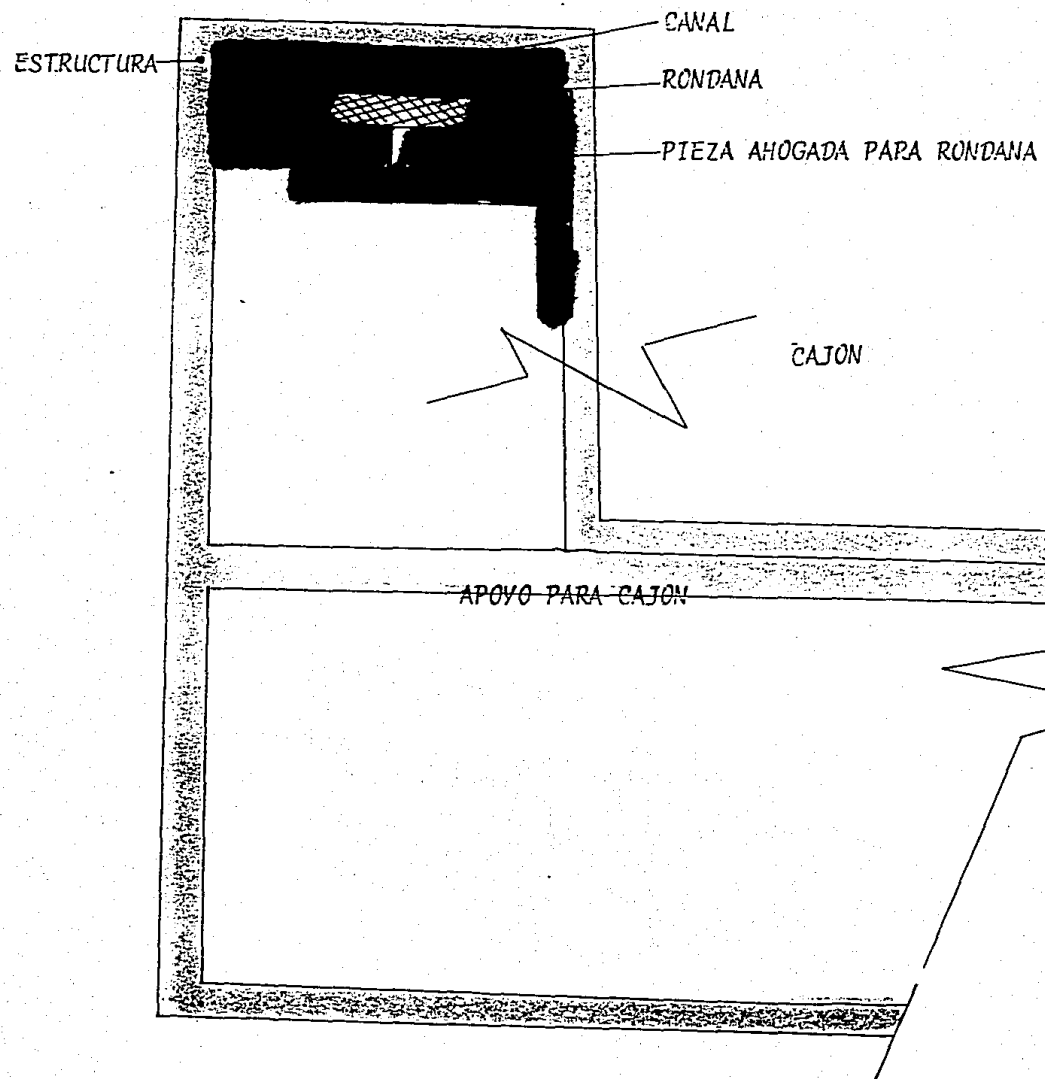 CANAL
ESTRUCTURA
RONDANA
PIEZA AHOGADA PARA RONDANA
CAJON
APOYO PARA CAJON